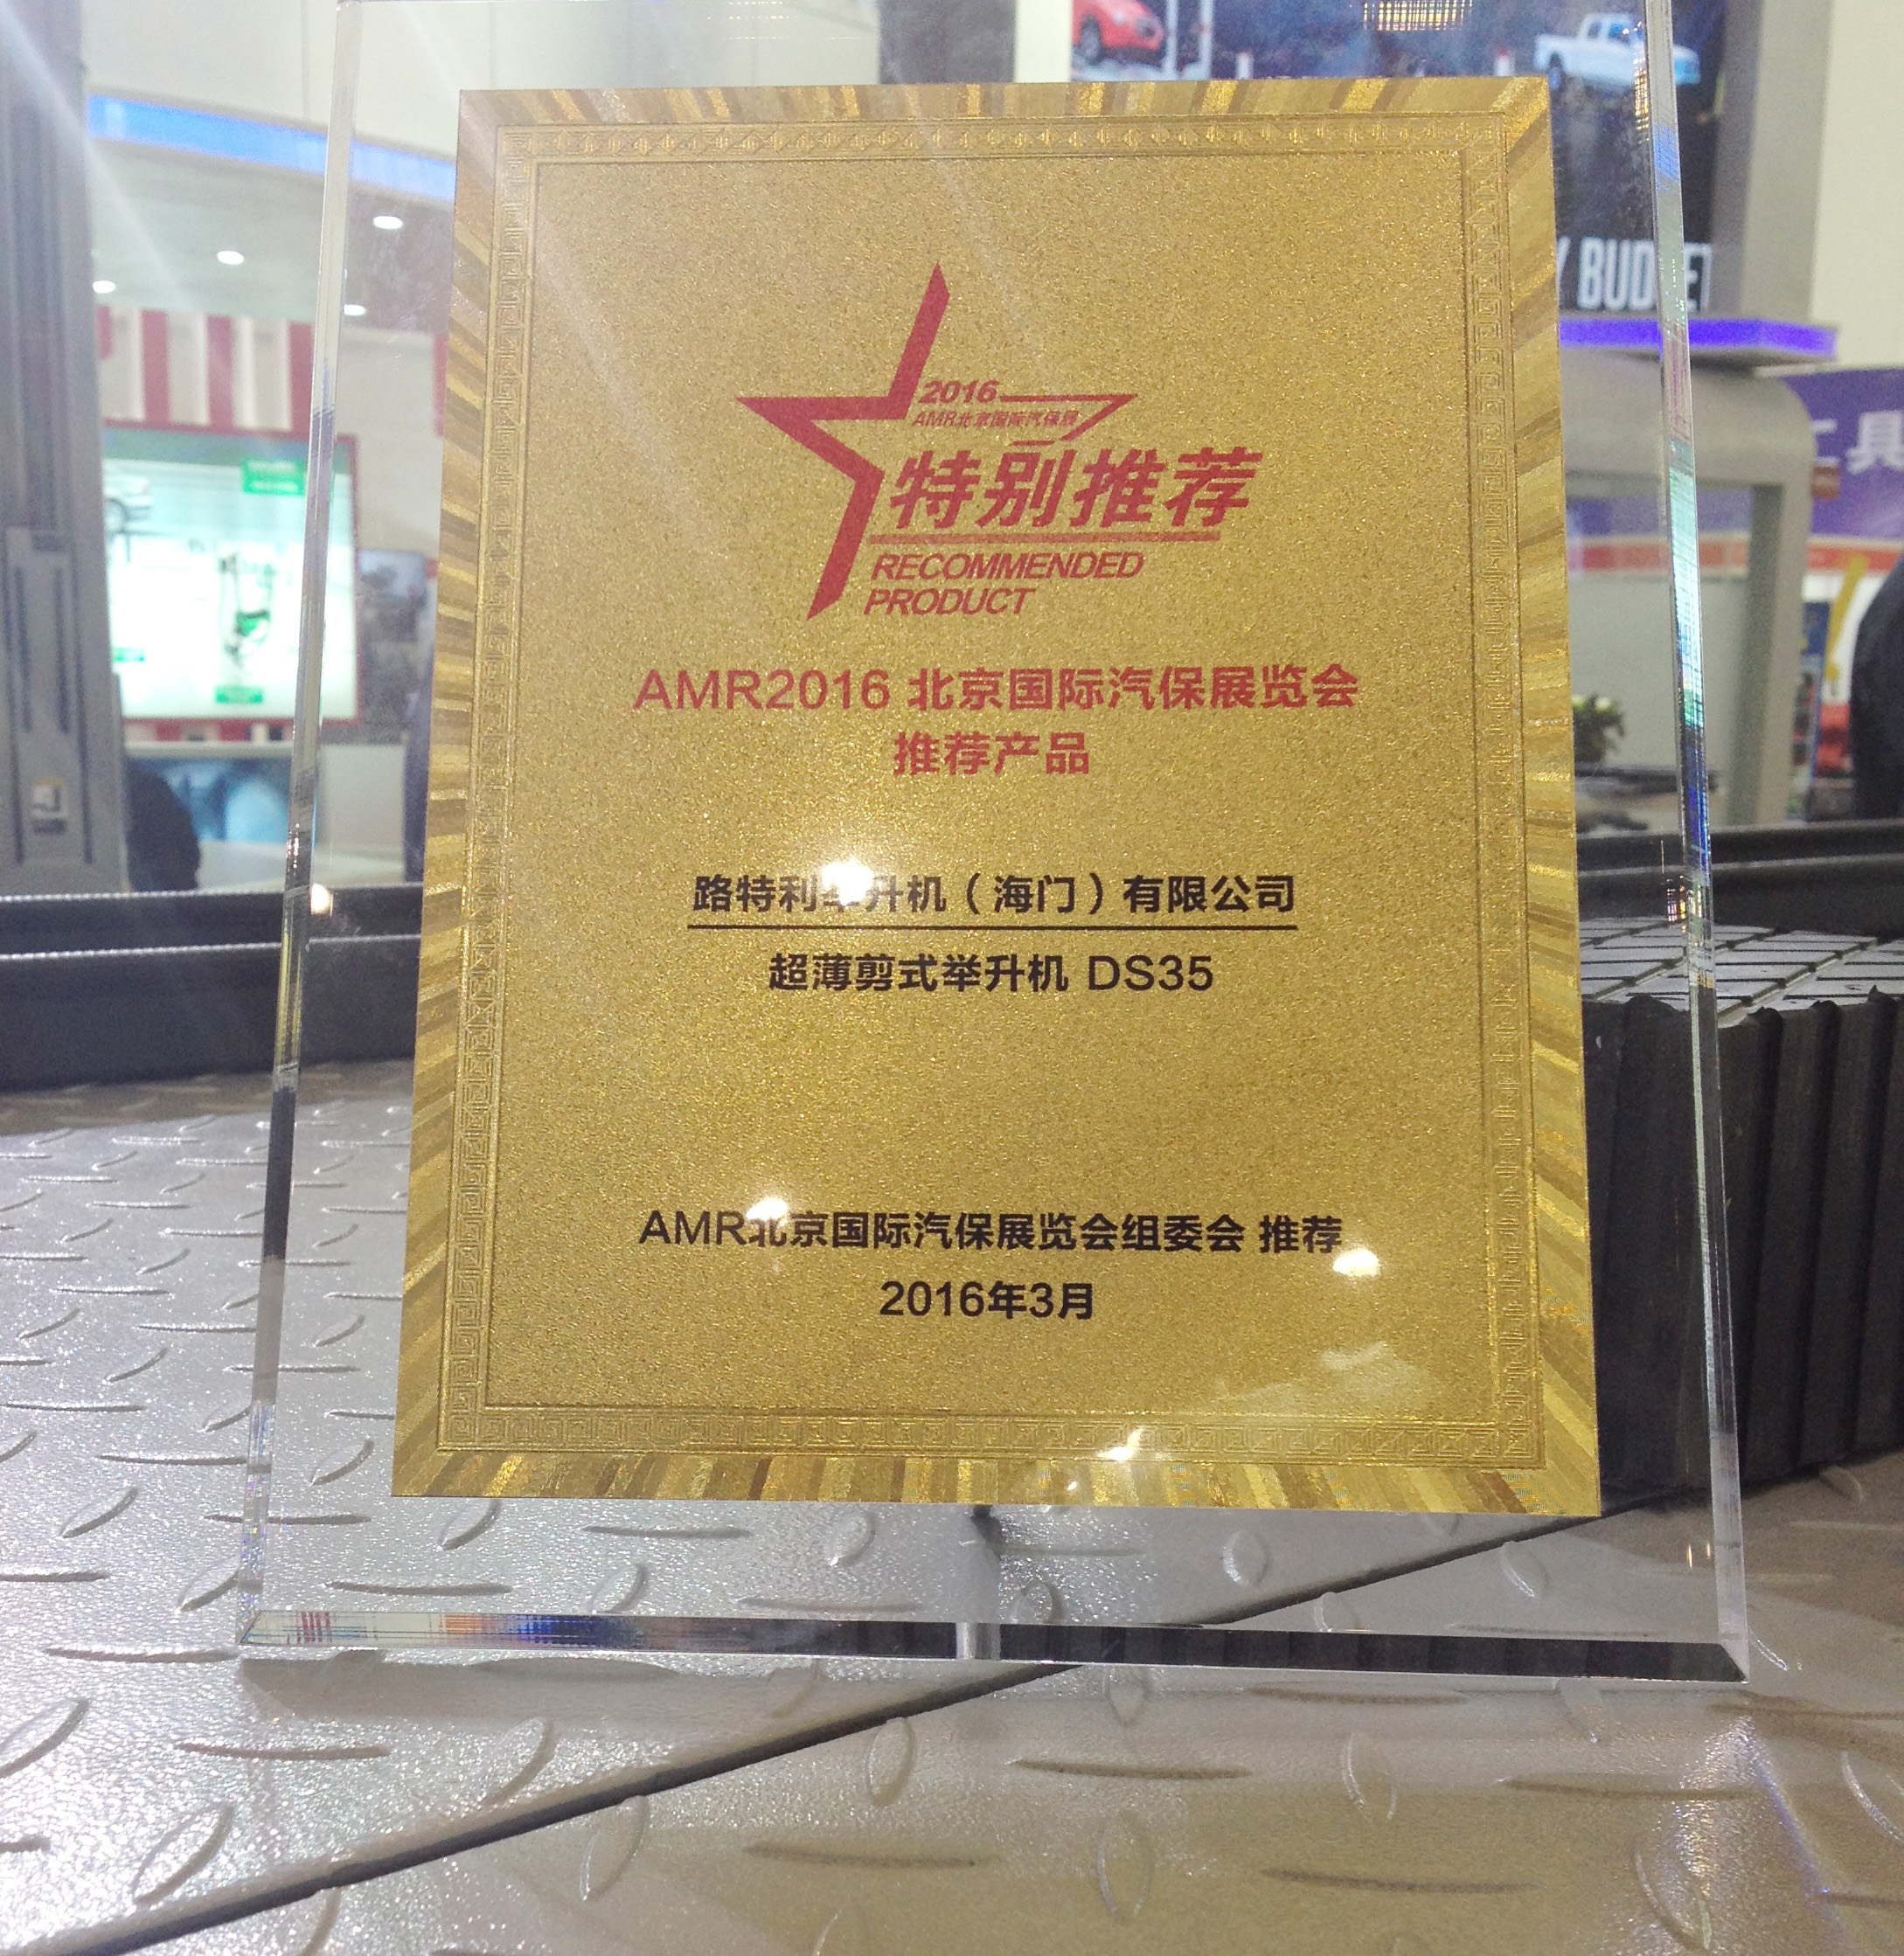 2016
AMR北京国际汽保展
特别推荐
RECOMMENDED
PRODUCT
AMR2016 北京国际汽保展览会
推荐产品
路特利举升机（海门）有限公司
超薄剪式举升机 DS35
AMR北京国际汽保展览会组委会 推荐
2016年3月
BUDGET
工具